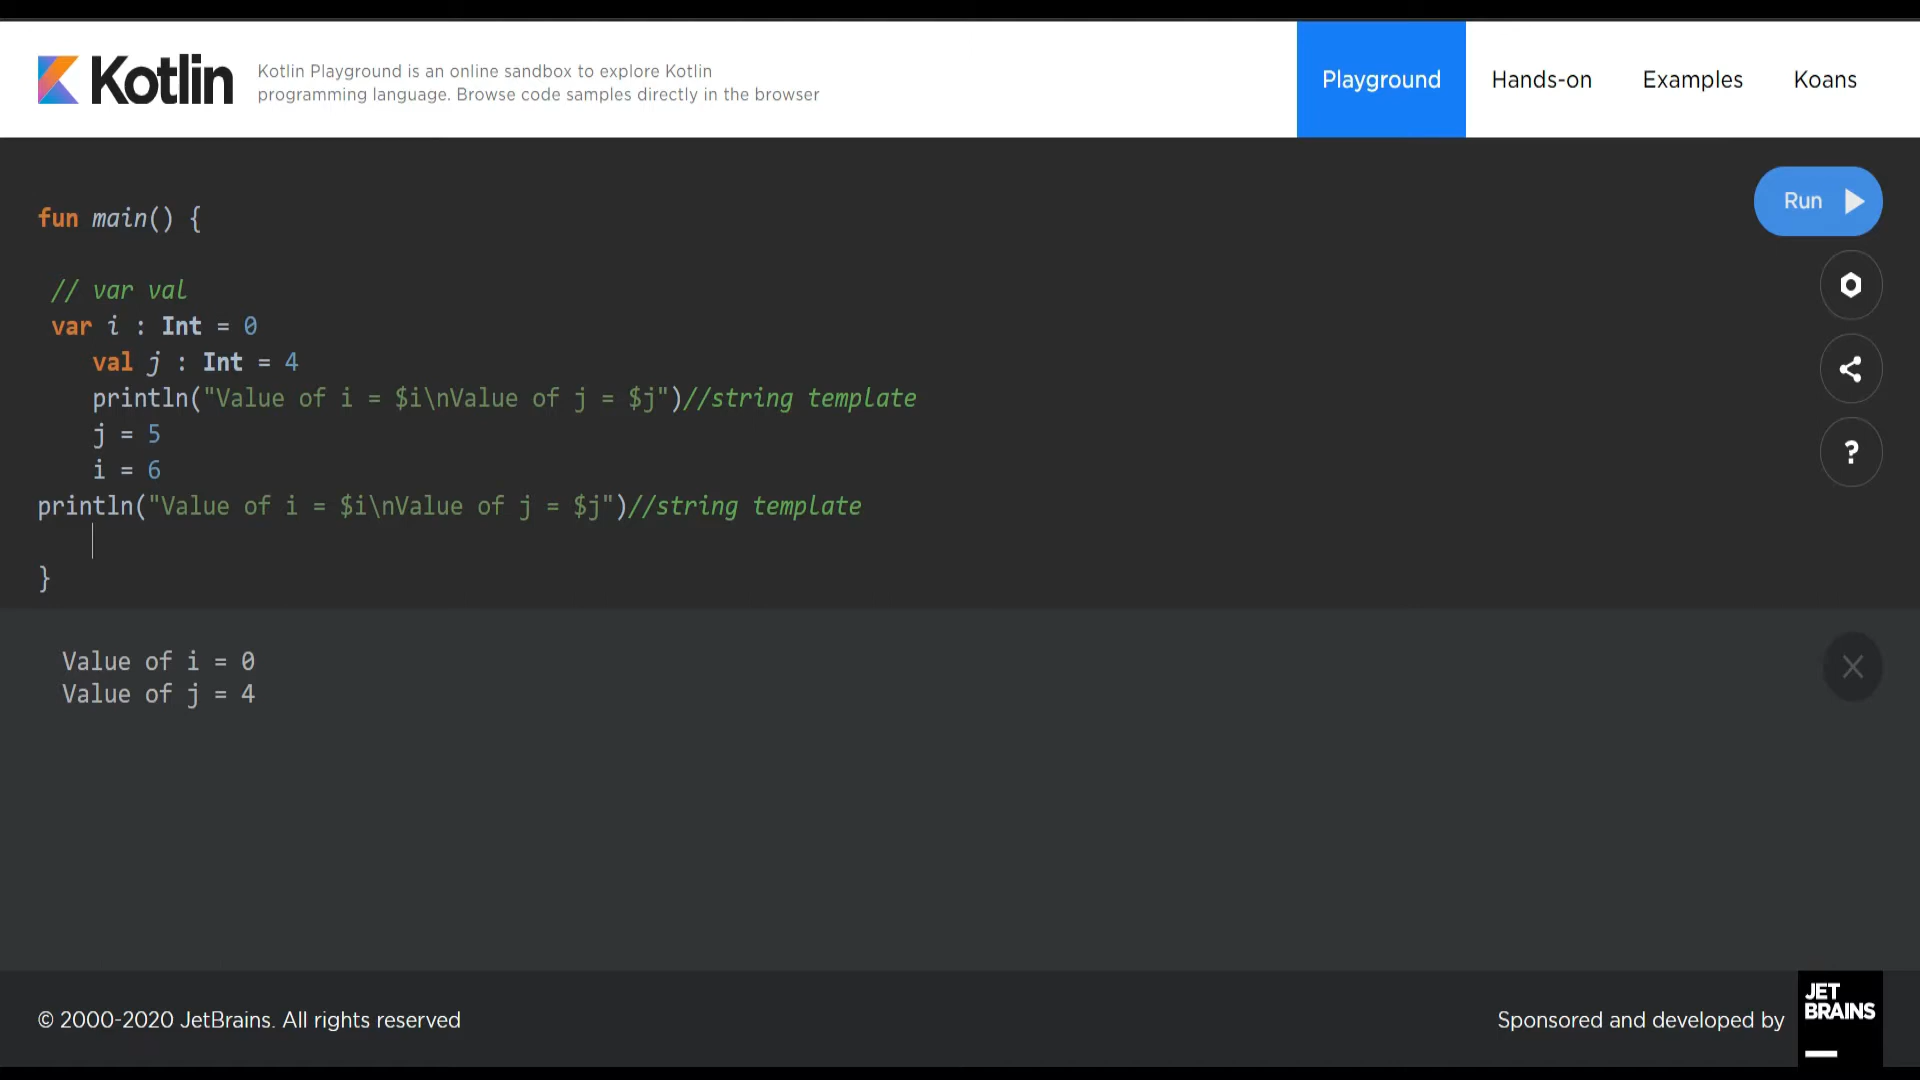 Kotlin
Kotlin Playground is an online sandbox to explore Kotlin
programming language. Browse code samples directly in the browser
Playground
Hands-on
Examples
Koans
Run
fun main() {
// var val
var i : Int = 0
val j : Int = 4
println("Value of i = $i\nValue of j = $j")//string template
j = 5
i = 6
println("Value of i = $i\nValue of j = $j")//string template
}
?
Value of i = 0
Value of j = 4
© 2000-2020 JetBrains. All rights reserved
Sponsored and developed by
JET
BRAINS